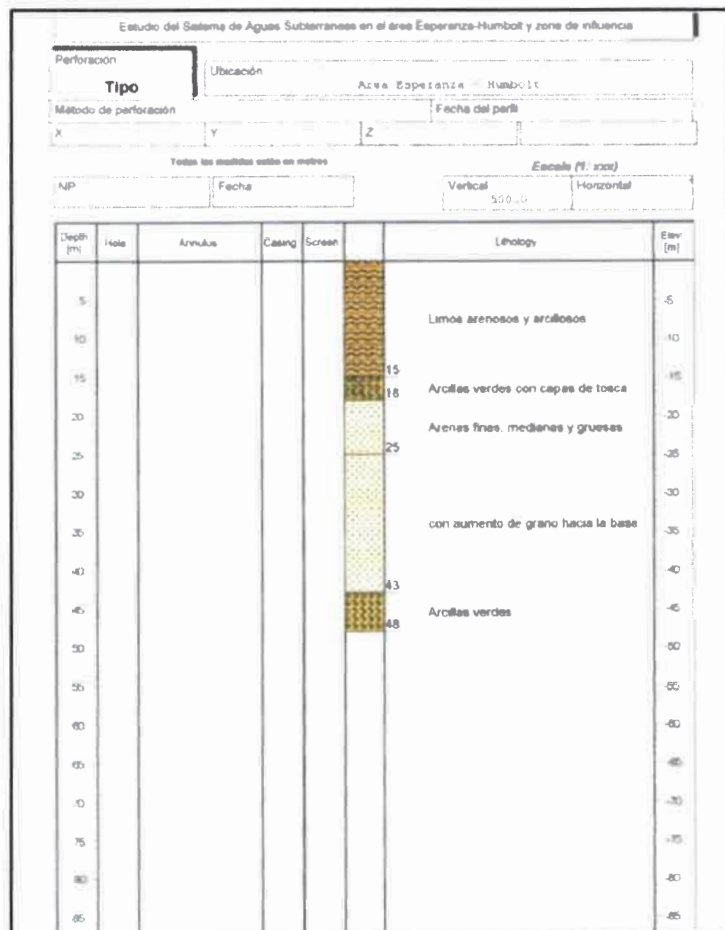 Estudio del Sistema de Aguas Subterraneas en el area Esperanza-Humbolt y zone de influencia
Perforación
Tipo
Ubicación
Area Esperanza - Humbolt
Método de perforación
Fecha del perfil
X Y Z
Todas las medidas están en metros
Escala (1: xxx)
NP Fecha Vertical Horizontal
500.0
Depth [m] Hole Annulus Casing Screen Lithology Elev [m]
5 -5
Limos arenosos y arcillosos
10 -10
15
15 -15
18 Arcillas verdes con capas de tosca
20 -20
Arenas finas, medianas y gruesas
25
25 -25
30 -30
con aumento de grano hacia la base
35 -35
40 -40
43
45 Arcillas verdes -45
48
50 -50
55 -55
60 -60
65 -65
70 -70
75 -75
80 -80
85 -85